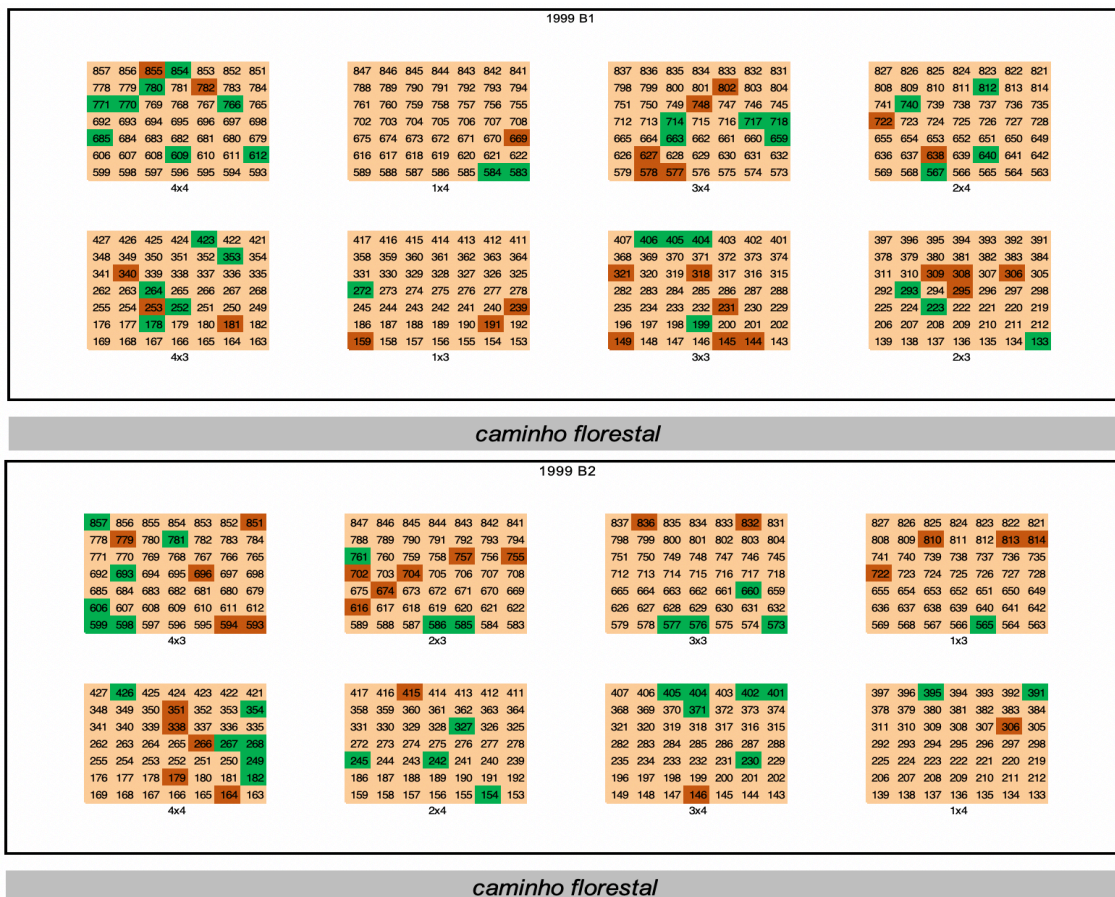 1999 B1
857 856 855 854 853 852 851
778 779 780 781 782 783 784
771 770 769 768 767 766 765
692 693 694 695 696 697 698
685 684 683 682 681 680 679
606 607 608 609 610 611 612
599 598 597 596 595 594 593
4x4
847 846 845 844 843 842 841
788 789 790 791 792 793 794
761 760 759 758 757 756 755
702 703 704 705 706 707 708
675 674 673 672 671 670 669
616 617 618 619 620 621 622
589 588 587 586 585 584 583
1x4
837 836 835 834 833 832 831
798 799 800 801 802 803 804
751 750 749 748 747 746 745
712 713 714 715 716 717 718
665 664 663 662 661 660 659
626 627 628 629 630 631 632
579 578 577 576 575 574 573
3x4
827 826 825 824 823 822 821
808 809 810 811 812 813 814
741 740 739 738 737 736 735
722 723 724 725 726 727 728
655 654 653 652 651 650 649
636 637 638 639 640 641 642
569 568 567 566 565 564 563
2x4
427 426 425 424 423 422 421
348 349 350 351 352 353 354
341 340 339 338 337 336 335
262 263 264 265 266 267 268
255 254 253 252 251 250 249
176 177 178 179 180 181 182
169 168 167 166 165 164 163
4x3
417 416 415 414 413 412 411
358 359 360 361 362 363 364
331 330 329 328 327 326 325
272 273 274 275 276 277 278
245 244 243 242 241 240 239
186 187 188 189 190 191 192
159 158 157 156 155 154 153
1x3
407 406 405 404 403 402 401
368 369 370 371 372 373 374
321 320 319 318 317 316 315
282 283 284 285 286 287 288
235 234 233 232 231 230 229
196 197 198 199 200 201 202
149 148 147 146 145 144 143
3x3
397 396 395 394 393 392 391
378 379 380 381 382 383 384
311 310 309 308 307 306 305
292 293 294 295 296 297 298
225 224 223 222 221 220 219
206 207 208 209 210 211 212
139 138 137 136 135 134 133
2x3
caminho florestal
1999 B2
857 856 855 854 853 852 851
778 779 780 781 782 783 784
771 770 769 768 767 766 765
692 693 694 695 696 697 698
685 684 683 682 681 680 679
606 607 608 609 610 611 612
599 598 597 596 595 594 593
4x3
847 846 845 844 843 842 841
788 789 790 791 792 793 794
761 760 759 758 757 756 755
702 703 704 705 706 707 708
675 674 673 672 671 670 669
616 617 618 619 620 621 622
589 588 587 586 585 584 583
2x3
837 836 835 834 833 832 831
798 799 800 801 802 803 804
751 750 749 748 747 746 745
712 713 714 715 716 717 718
665 664 663 662 661 660 659
626 627 628 629 630 631 632
579 578 577 576 575 574 573
3x3
827 826 825 824 823 822 821
808 809 810 811 812 813 814
741 740 739 738 737 736 735
722 723 724 725 726 727 728
655 654 653 652 651 650 649
636 637 638 639 640 641 642
569 568 567 566 565 564 563
1x3
427 426 425 424 423 422 421
348 349 350 351 352 353 354
341 340 339 338 337 336 335
262 263 264 265 266 267 268
255 254 253 252 251 250 249
176 177 178 179 180 181 182
169 168 167 166 165 164 163
4x4
417 416 415 414 413 412 411
358 359 360 361 362 363 364
331 330 329 328 327 326 325
272 273 274 275 276 277 278
245 244 243 242 241 240 239
186 187 188 189 190 191 192
159 158 157 156 155 154 153
2x4
407 406 405 404 403 402 401
368 369 370 371 372 373 374
321 320 319 318 317 316 315
282 283 284 285 286 287 288
235 234 233 232 231 230 229
196 197 198 199 200 201 202
149 148 147 146 145 144 143
3x4
397 396 395 394 393 392 391
378 379 380 381 382 383 384
311 310 309 308 307 306 305
292 293 294 295 296 297 298
225 224 223 222 221 220 219
206 207 208 209 210 211 212
139 138 137 136 135 134 133
1x4
caminho florestal